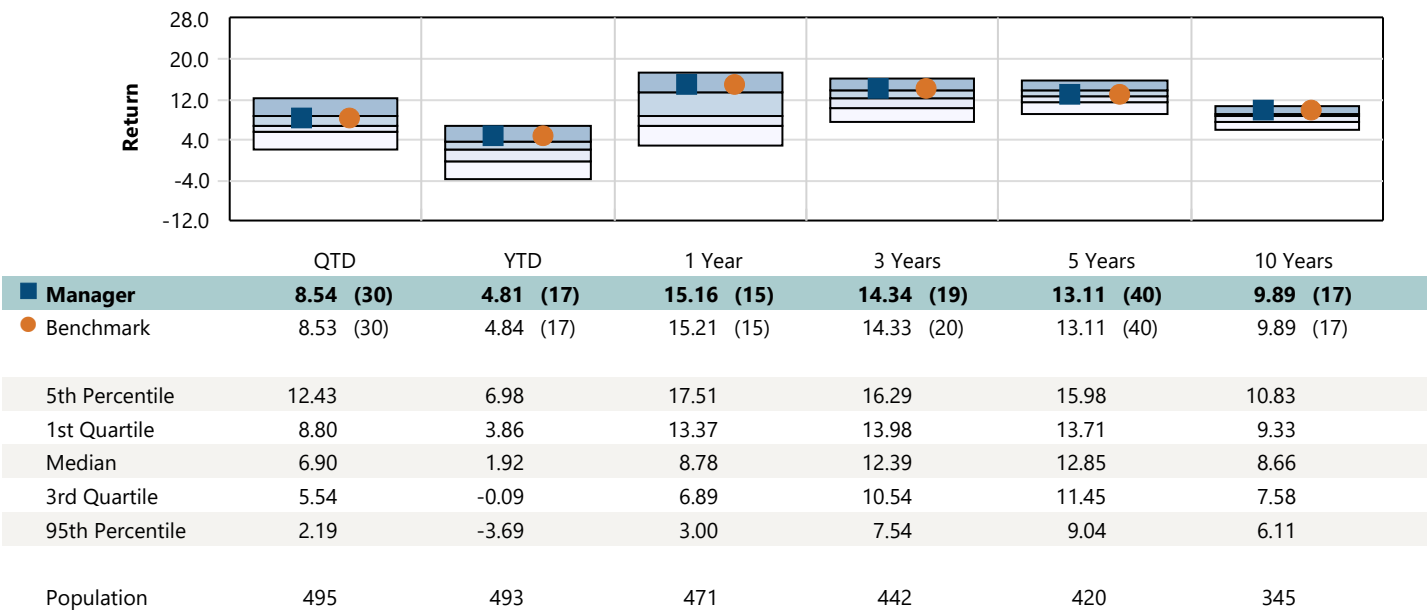 28.0
20.0
12.0
4.0
-4.0
-12.0
Return
QTD YTD 1 Year 3 Years 5 Years 10 Years
Manager 8.54 (30) 4.81 (17) 15.16 (15) 14.34 (19) 13.11 (40) 9.89 (17)
Benchmark 8.53 (30) 4.84 (17) 15.21 (15) 14.33 (20) 13.11 (40) 9.89 (17)
5th Percentile 12.43 6.98 17.51 16.29 15.98 10.83
1st Quartile 8.80 3.86 13.37 13.98 13.71 9.33
Median 6.90 1.92 8.78 12.39 12.85 8.66
3rd Quartile 5.54 -0.09 6.89 10.54 11.45 7.58
95th Percentile 2.19 -3.69 3.00 7.54 9.04 6.11
Population 495 493 471 442 420 345